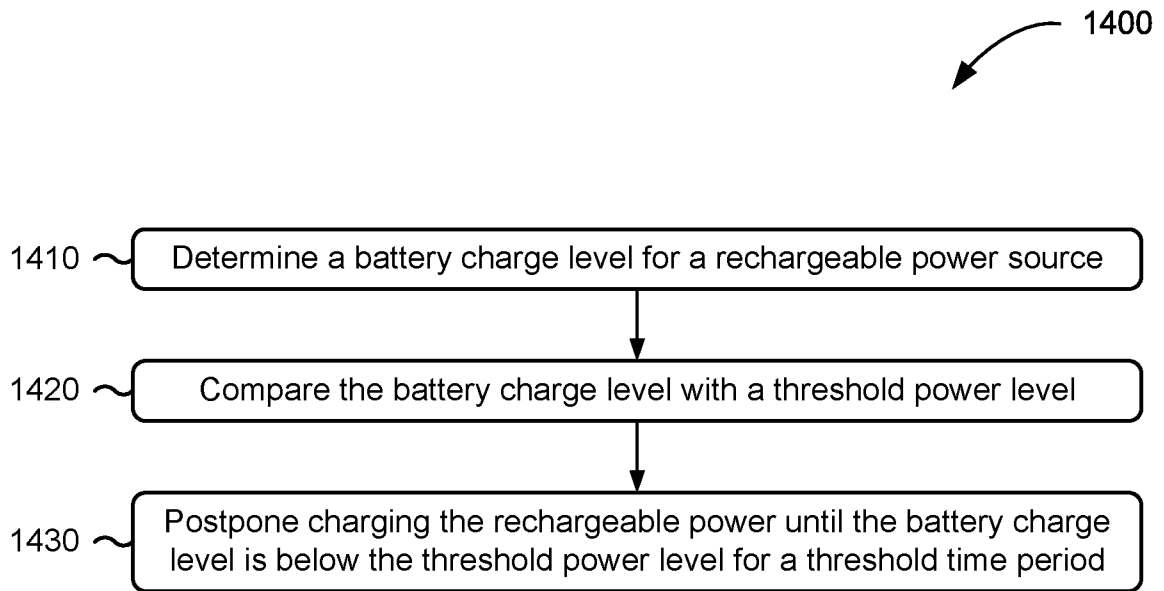 1400
1410
Determine a battery charge level for a rechargeable power source
1420
Compare the battery charge level with a threshold power level
1430
Postpone charging the rechargeable power until the battery charge
level is below the threshold power level for a threshold time period